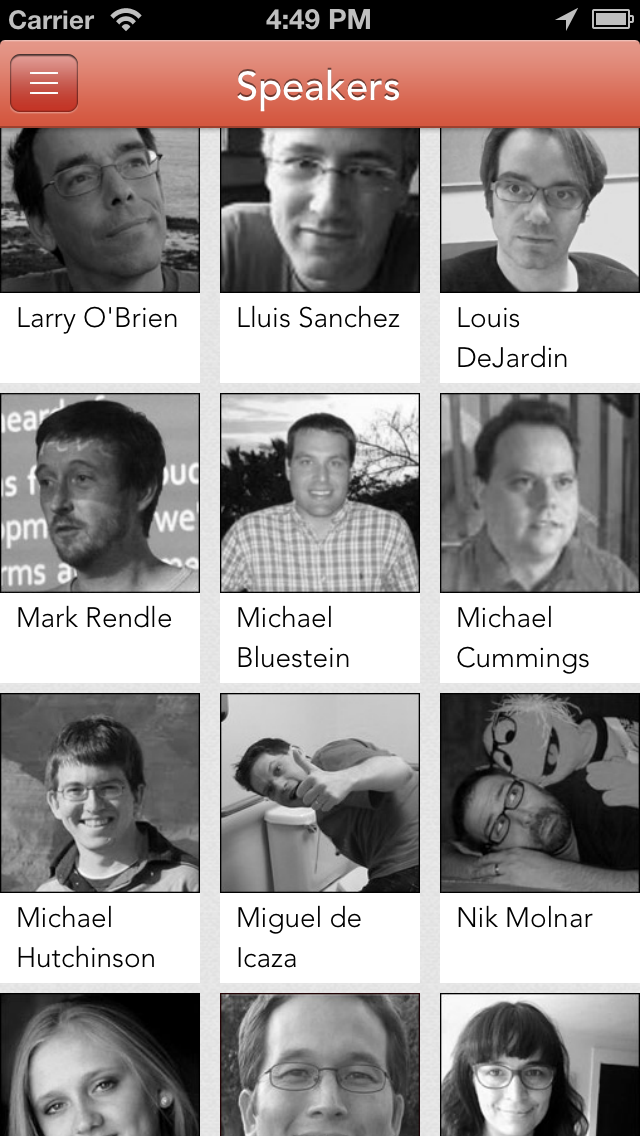 Carrier 4:49 PM
Speakers
Larry O'Brien
Lluis Sanchez
Louis
DeJardin
Mark Rendle
Michael
Bluestein
Michael
Cummings
Michael
Hutchinson
Miguel de
Icaza
Nik Molnar